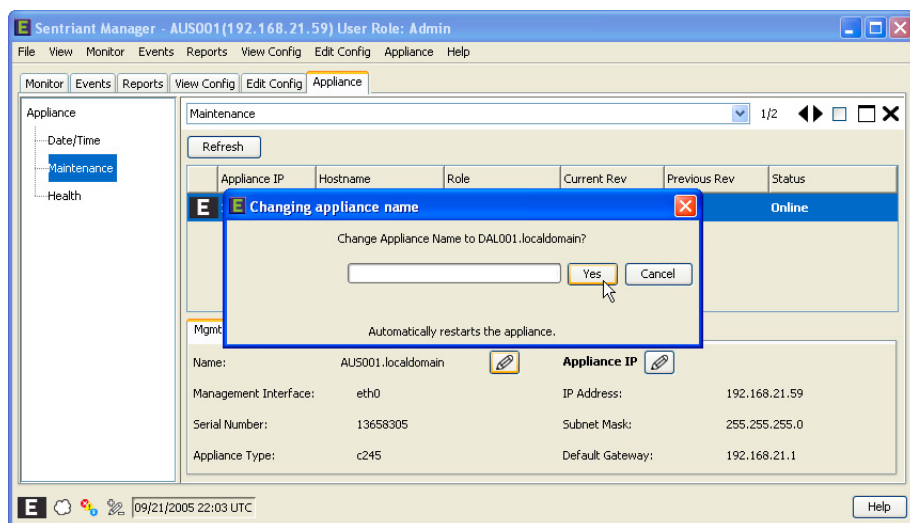 E Sentriant Manager - AUS001(192.168.21.59) User Role: Admin
File View Monitor Events Reports View Config Edit Config Appliance Help
Monitor Events Reports View Config Edit Config Appliance
Appliance
Date/Time
Maintenance
Health
Maintenance 1/2
Refresh
Appliance IP Hostname Role Current Rev Previous Rev Status
E Online
E Changing appliance name
Change Appliance Name to DAL001.localdomain?
Yes Cancel
Automatically restarts the appliance.
Mgmt
Name: AUS001.localdomain Appliance IP
Management Interface: eth0 IP Address: 192.168.21.59
Serial Number: 13658305 Subnet Mask: 255.255.255.0
Appliance Type: c245 Default Gateway: 192.168.21.1
E 09/21/2005 22:03 UTC Help